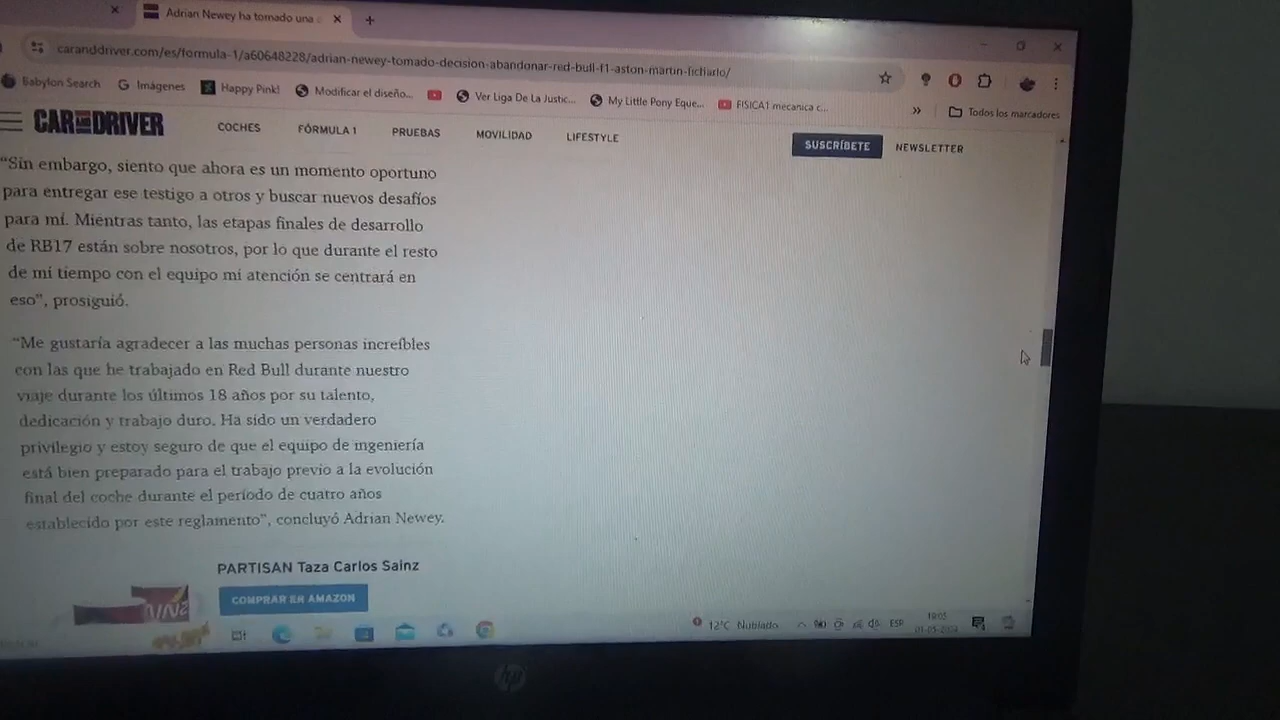 Adrian Newey ha tomado una
caranddriver.com/es/formula-1/a60648228/adrian-newey-tomado-decision-abandonar-red-bull-f1-aston-martin-ficharlo/
Babylon Search Imágenes Happy Pink! Modificar el diseño... Ver Liga De La Justic... My Little Pony Eque... FISICA1 mecanica c...
» Todos los marcadores
CAR AND DRIVER COCHES FÓRMULA 1 PRUEBAS MOVILIDAD LIFESTYLE SUSCRÍBETE NEWSLETTER
“Sin embargo, siento que ahora es un momento oportuno
para entregar ese testigo a otros y buscar nuevos desafíos
para mí. Mientras tanto, las etapas finales de desarrollo
de RB17 están sobre nosotros, por lo que durante el resto
de mi tiempo con el equipo mi atención se centrará en
eso”, prosiguió.
“Me gustaría agradecer a las muchas personas increíbles
con las que he trabajado en Red Bull durante nuestro
viaje durante los últimos 18 años por su talento,
dedicación y trabajo duro. Ha sido un verdadero
privilegio y estoy seguro de que el equipo de ingeniería
está bien preparado para el trabajo previo a la evolución
final del coche durante el período de cuatro años
establecido por este reglamento”, concluyó Adrian Newey.
PARTISAN Taza Carlos Sainz
COMPRAR EN AMAZON
12°C Nublado ESP
hp